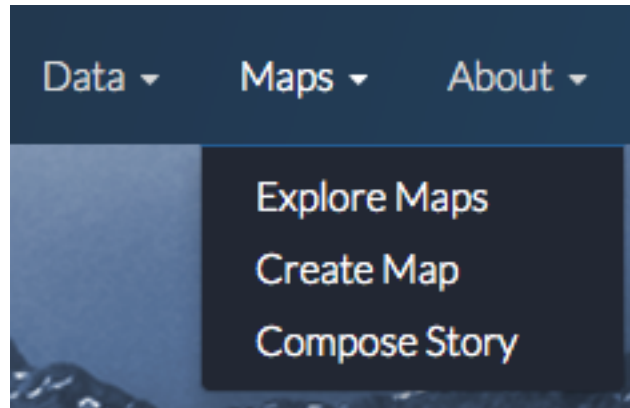 Data Maps About
Explore Maps
Create Map
Compose Story